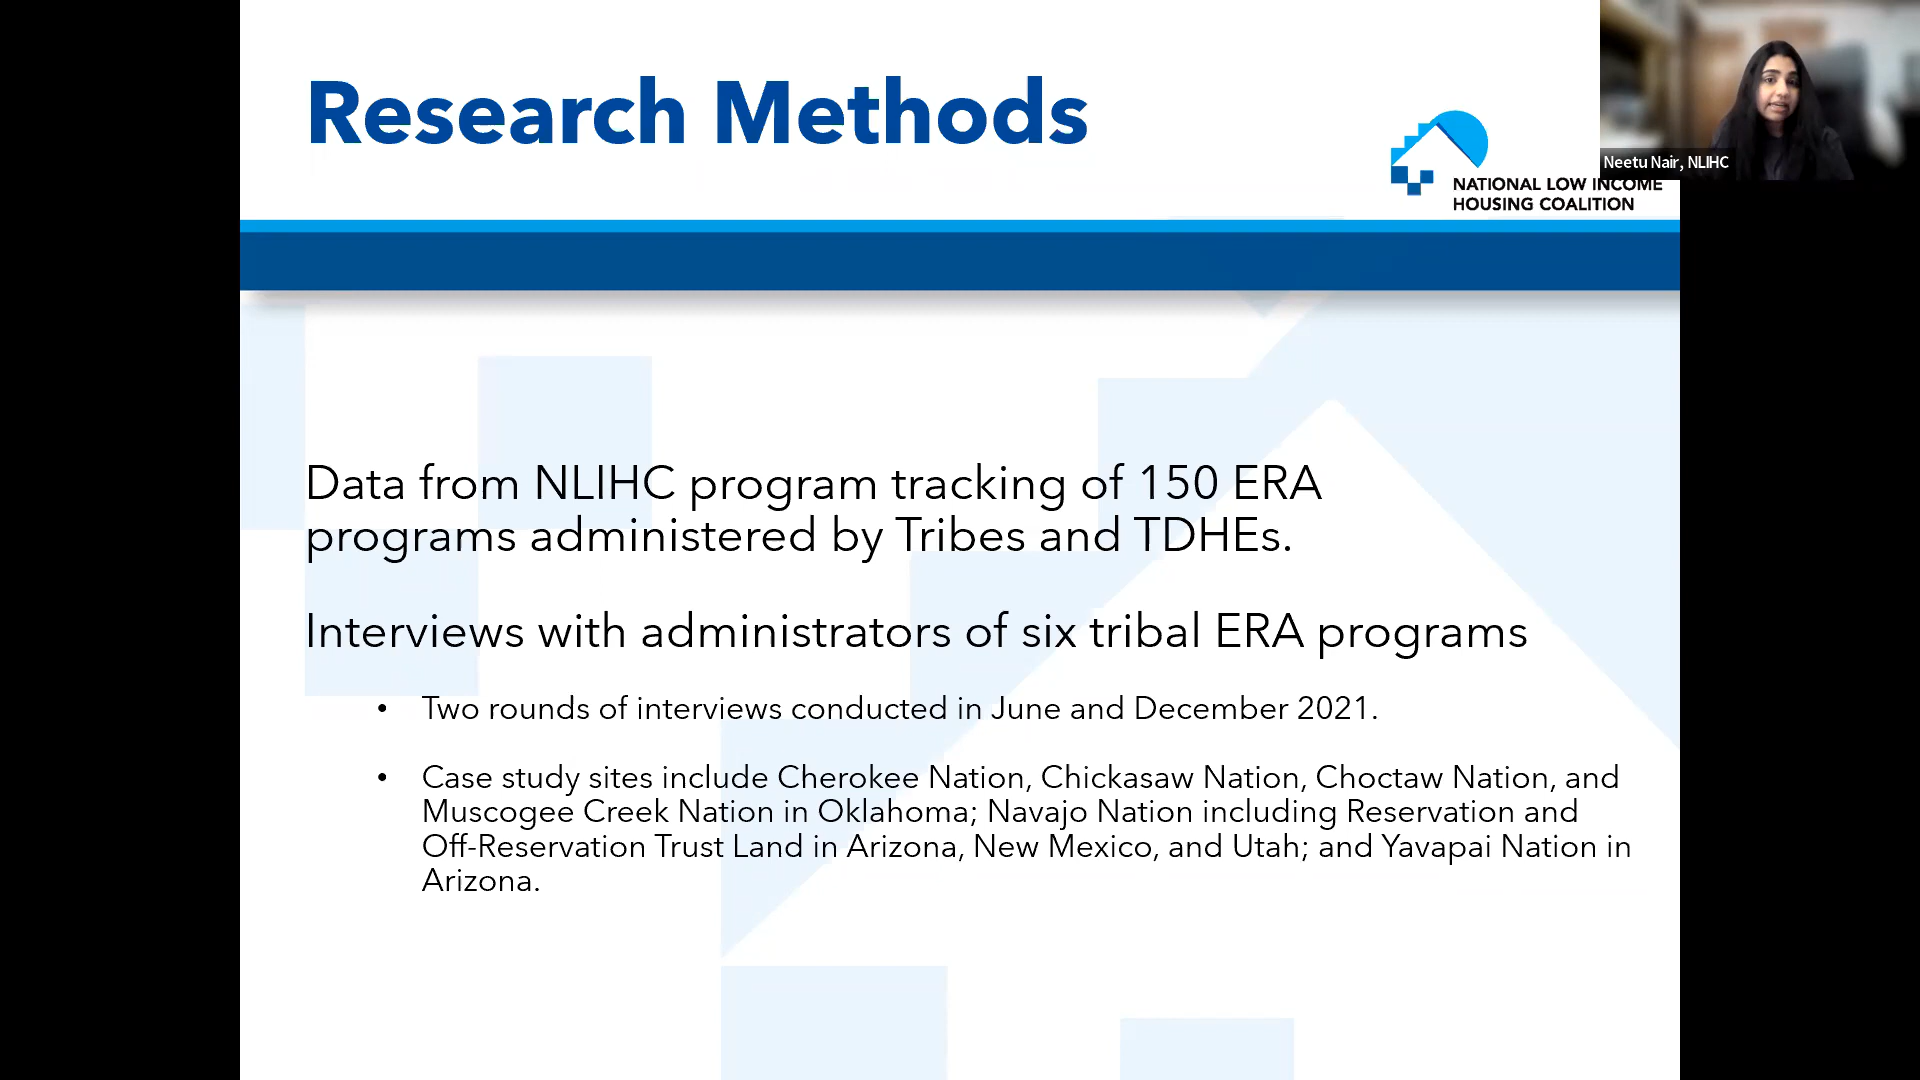 Research Methods
Neetu Nair, NLIHC
NATIONAL LOW INCOME
HOUSING COALITION
Data from NLIHC program tracking of 150 ERA
programs administered by Tribes and TDHEs.
Interviews with administrators of six tribal ERA programs
• Two rounds of interviews conducted in June and December 2021.
• Case study sites include Cherokee Nation, Chickasaw Nation, Choctaw Nation, and
Muscogee Creek Nation in Oklahoma; Navajo Nation including Reservation and
Off-Reservation Trust Land in Arizona, New Mexico, and Utah; and Yavapai Nation in
Arizona.